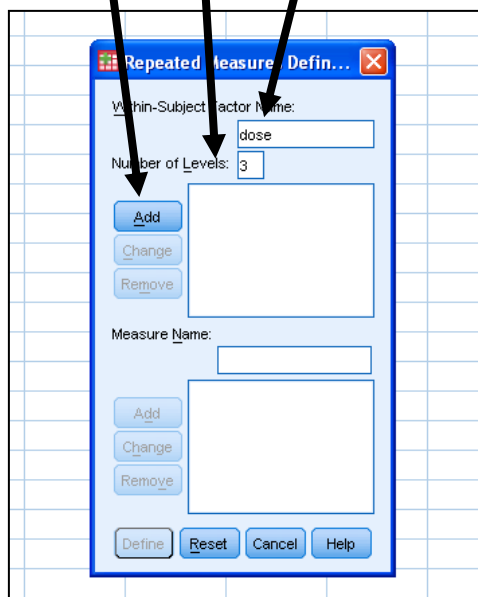 Repeated Measures Defin...
Within-Subject Factor Name:
dose
Number of Levels: 3
Add
Change
Remove
Measure Name:
Add
Change
Remove
Define Reset Cancel Help